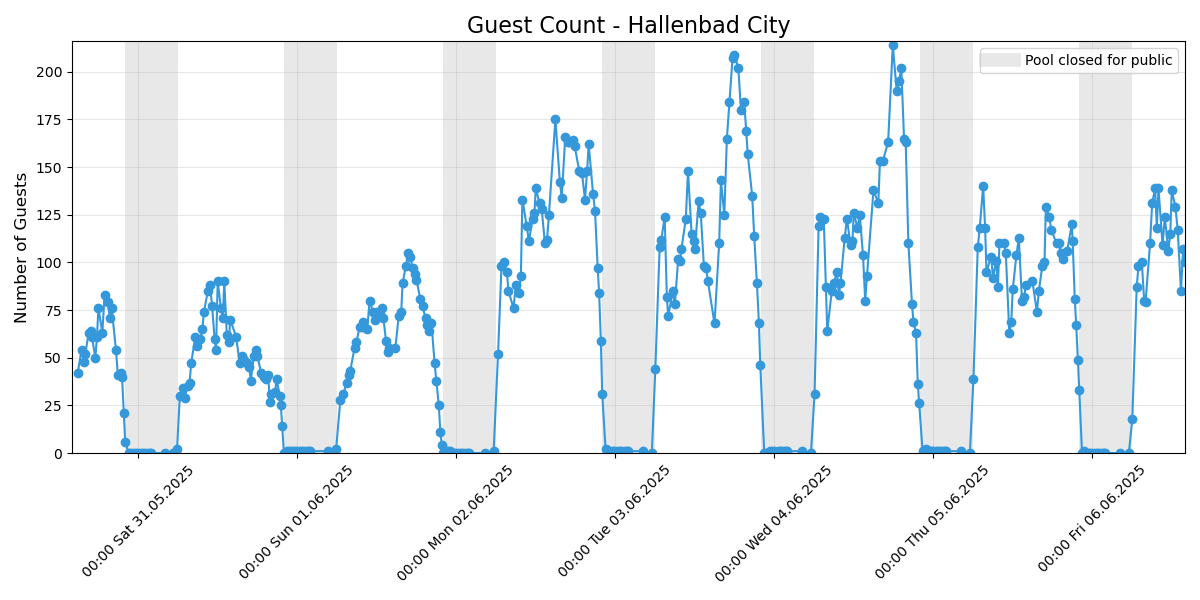 Guest Count - Hallenbad City
Pool closed for public
Number of Guests
200
175
150
125
100
75
50
25
0
00:00 Sat 31.05.2025
00:00 Sun 01.06.2025
00:00 Mon 02.06.2025
00:00 Tue 03.06.2025
00:00 Wed 04.06.2025
00:00 Thu 05.06.2025
00:00 Fri 06.06.2025